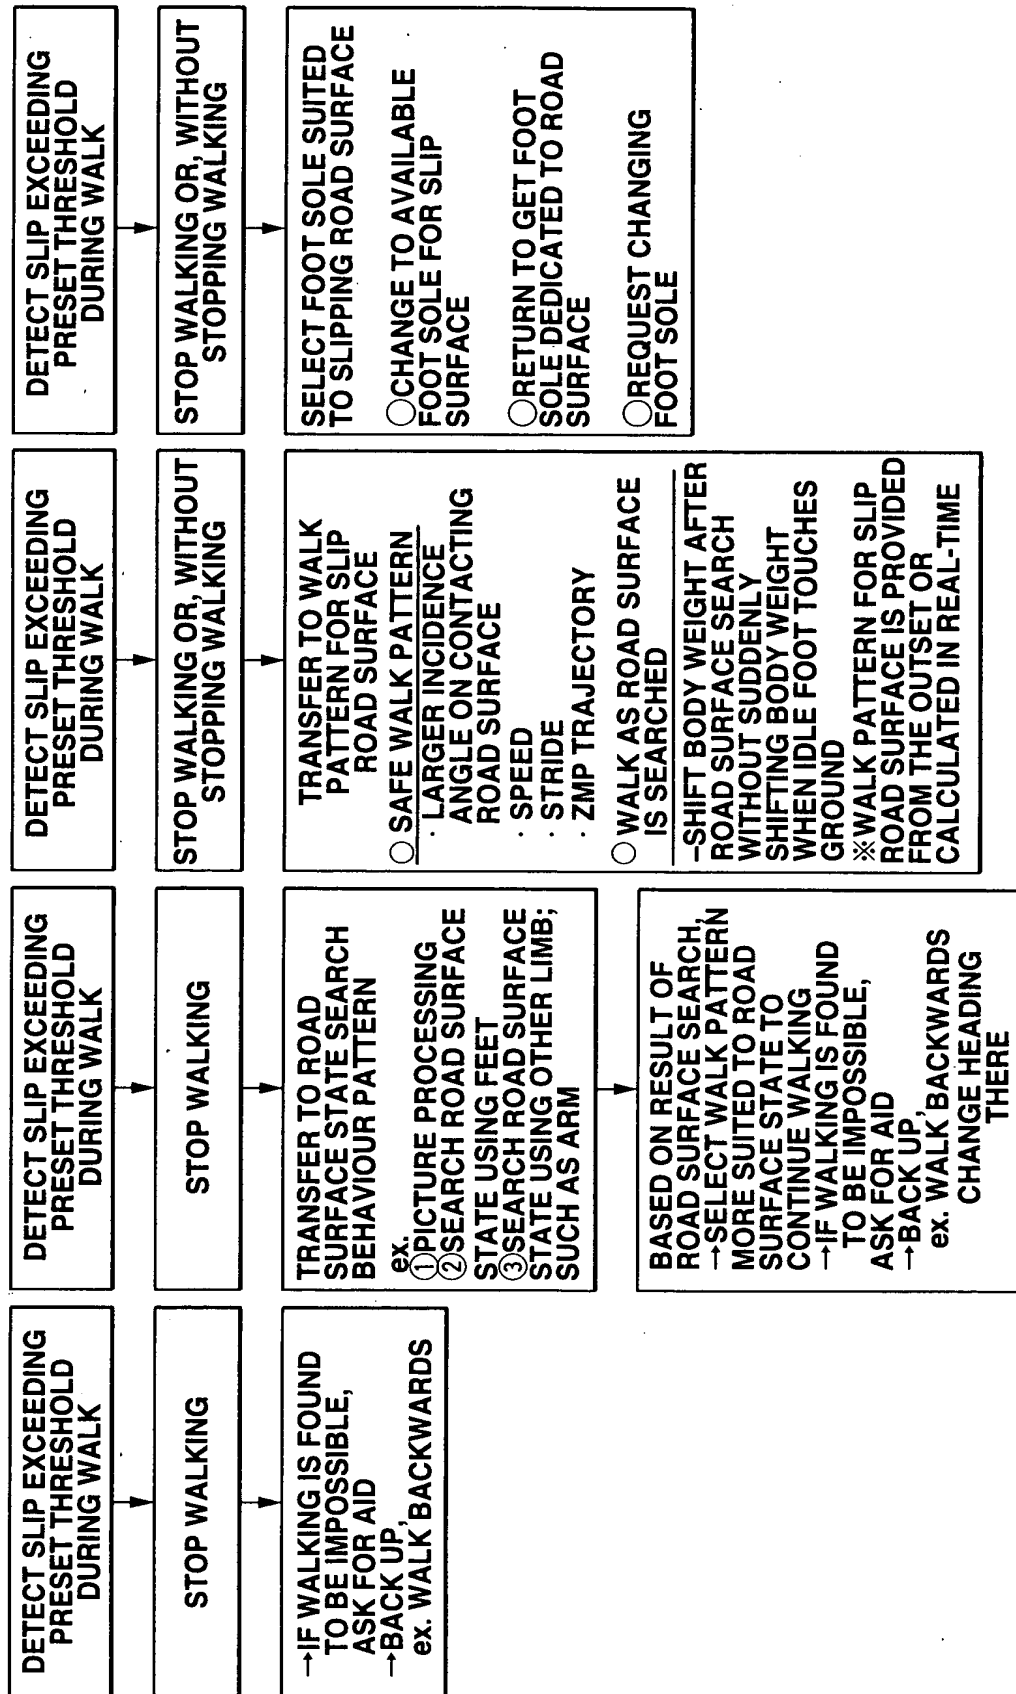 DETECT SLIP EXCEEDING
PRESET THRESHOLD
DURING WALK
STOP WALKING
→IF WALKING IS FOUND
TO BE IMPOSSIBLE,
ASK FOR AID
→BACK UP,
ex. WALK BACKWARDS
DETECT SLIP EXCEEDING
PRESET THRESHOLD
DURING WALK
STOP WALKING
TRANSFER TO ROAD
SURFACE STATE SEARCH
BEHAVIOUR PATTERN
ex.
①PICTURE PROCESSING
②SEARCH ROAD SURFACE
STATE USING FEET
③SEARCH ROAD SURFACE
STATE USING OTHER LIMB;
SUCH AS ARM
BASED ON RESULT OF
ROAD SURFACE SEARCH,
→SELECT WALK PATTERN
MORE SUITED TO ROAD
SURFACE STATE TO
CONTINUE WALKING
→IF WALKING IS FOUND
TO BE IMPOSSIBLE,
ASK FOR AID
→BACK UP,
ex. WALK BACKWARDS
CHANGE HEADING
THERE
DETECT SLIP EXCEEDING
PRESET THRESHOLD
DURING WALK
STOP WALKING OR, WITHOUT
STOPPING WALKING
TRANSFER TO WALK
PATTERN FOR SLIP
ROAD SURFACE
○ SAFE WALK PATTERN
· LARGER INCIDENCE
ANGLE ON CONTACTING
ROAD SURFACE
· SPEED
· STRIDE
· ZMP TRAJECTORY
○ WALK AS ROAD SURFACE
IS SEARCHED
–SHIFT BODY WEIGHT AFTER
ROAD SURFACE SEARCH
WITHOUT SUDDENLY
SHIFTING BODY WEIGHT
WHEN IDLE FOOT TOUCHES
GROUND
※WALK PATTERN FOR SLIP
ROAD SURFACE IS PROVIDED
FROM THE OUTSET OR
CALCULATED IN REAL-TIME
DETECT SLIP EXCEEDING
PRESET THRESHOLD
DURING WALK
STOP WALKING OR, WITHOUT
STOPPING WALKING
SELECT FOOT SOLE SUITED
TO SLIPPING ROAD SURFACE
○CHANGE TO AVAILABLE
FOOT SOLE FOR SLIP
SURFACE
○RETURN TO GET FOOT
SOLE DEDICATED TO ROAD
SURFACE
○REQUEST CHANGING
FOOT SOLE